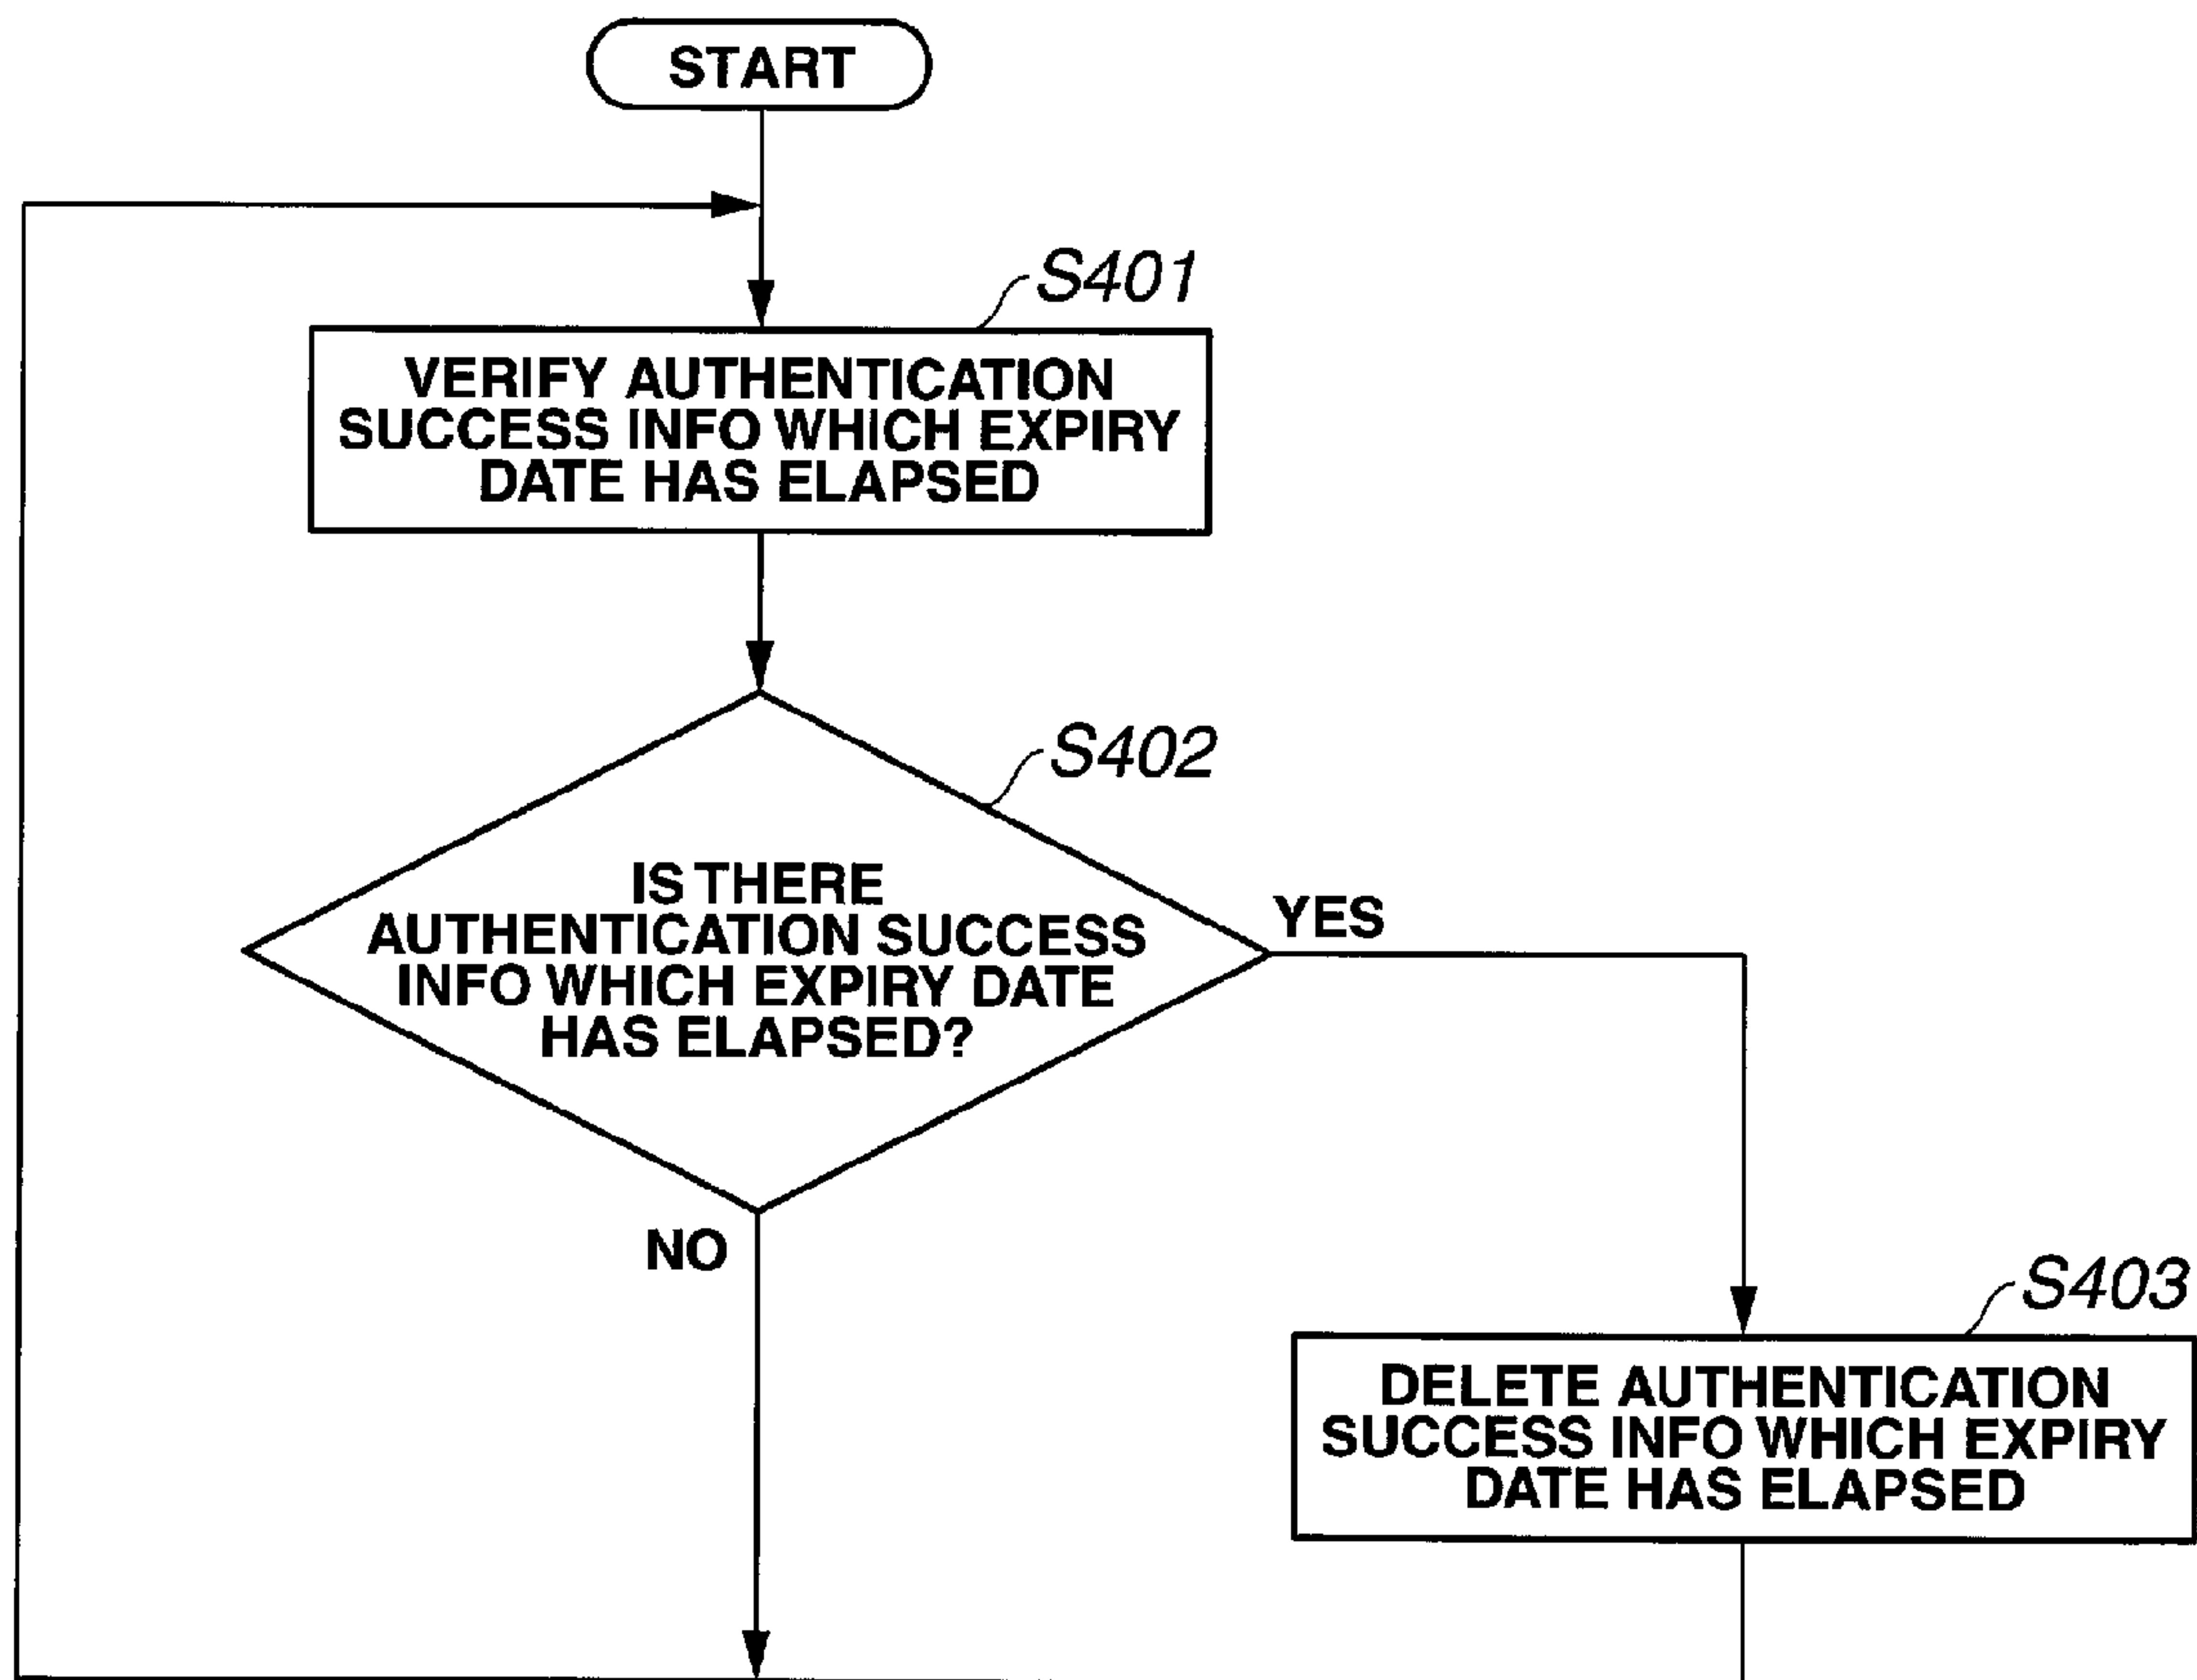 START
S401
VERIFY AUTHENTICATION
SUCCESS INFO WHICH EXPIRY
DATE HAS ELAPSED
S402
IS THERE
AUTHENTICATION SUCCESS
INFO WHICH EXPIRY DATE
HAS ELAPSED?
YES
NO
S403
DELETE AUTHENTICATION
SUCCESS INFO WHICH EXPIRY
DATE HAS ELAPSED